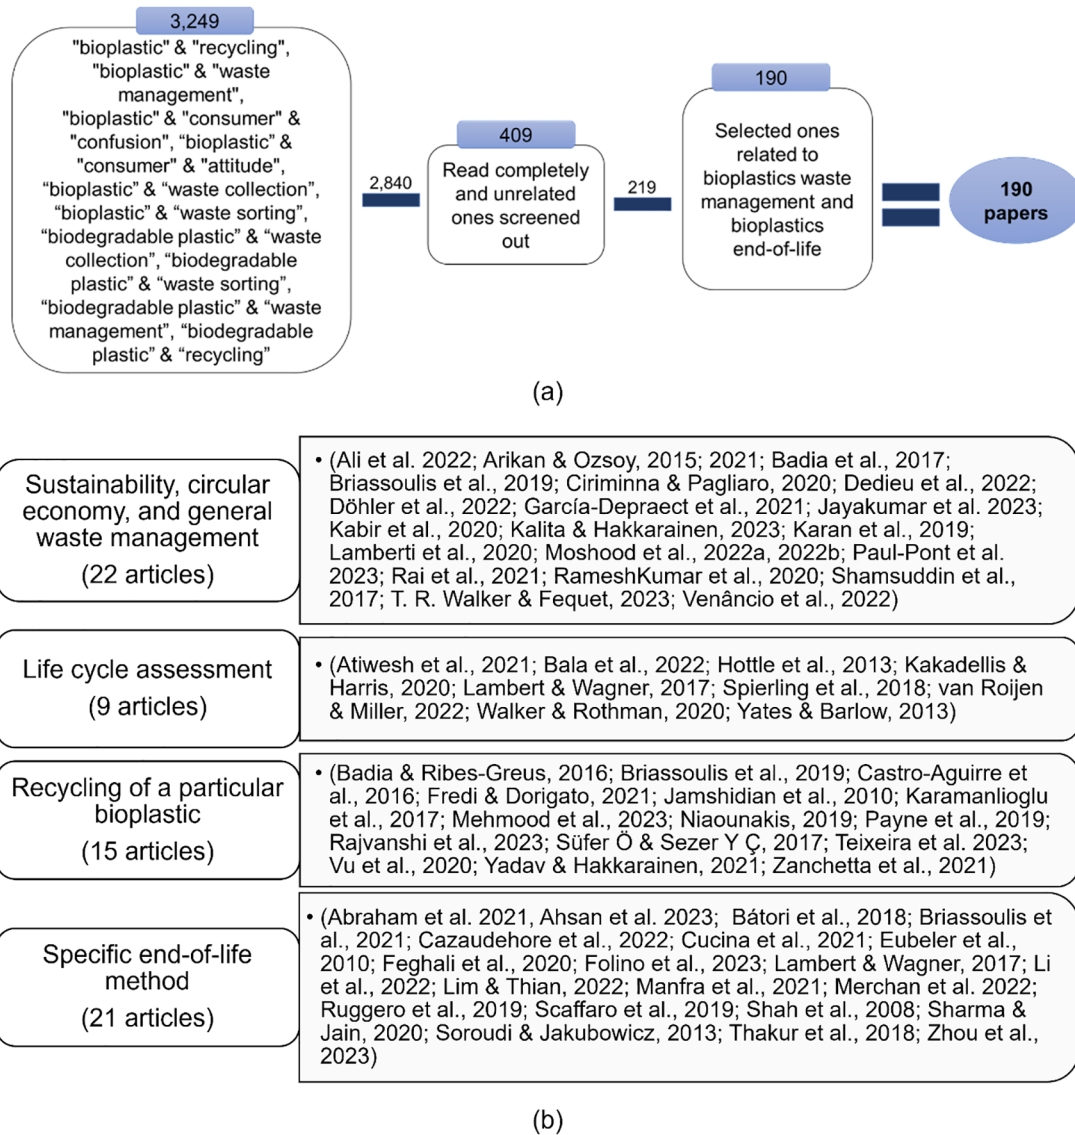 3,249
"bioplastic" & "recycling",
"bioplastic" & "waste
management",
"bioplastic" & "consumer" &
"confusion", “bioplastic” &
"consumer" & "attitude",
“bioplastic” & “waste collection”,
“bioplastic” & “waste sorting”,
“biodegradable plastic” & “waste
collection”, “biodegradable
plastic” & “waste sorting”,
“biodegradable plastic” & “waste
management”, “biodegradable
plastic” & “recycling”
2,840
409
Read completely
and unrelated
ones screened
out
219
190
Selected ones
related to
bioplastics waste
management and
bioplastics
end-of-life
190
papers
(a)
Sustainability, circular
economy, and general
waste management
(22 articles)
• (Ali et al. 2022; Arikan & Ozsoy, 2015; 2021; Badia et al., 2017;
Briassoulis et al., 2019; Ciriminna & Pagliaro, 2020; Dedieu et al., 2022;
Döhler et al., 2022; García-Depraect et al., 2021; Jayakumar et al. 2023;
Kabir et al., 2020; Kalita & Hakkarainen, 2023; Karan et al., 2019;
Lamberti et al., 2020; Moshood et al., 2022a, 2022b; Paul-Pont et al.
2023; Rai et al., 2021; RameshKumar et al., 2020; Shamsuddin et al.,
2017; T. R. Walker & Fequet, 2023; Venâncio et al., 2022)
Life cycle assessment
(9 articles)
• (Atiwesh et al., 2021; Bala et al., 2022; Hottle et al., 2013; Kakadellis &
Harris, 2020; Lambert & Wagner, 2017; Spierling et al., 2018; van Roijen
& Miller, 2022; Walker & Rothman, 2020; Yates & Barlow, 2013)
Recycling of a particular
bioplastic
(15 articles)
• (Badia & Ribes-Greus, 2016; Briassoulis et al., 2019; Castro-Aguirre et
al., 2016; Fredi & Dorigato, 2021; Jamshidian et al., 2010; Karamanlioglu
et al., 2017; Mehmood et al., 2023; Niaounakis, 2019; Payne et al., 2019;
Rajvanshi et al., 2023; Süfer Ö & Sezer Y Ç, 2017; Teixeira et al. 2023;
Vu et al., 2020; Yadav & Hakkarainen, 2021; Zanchetta et al., 2021)
Specific end-of-life
method
(21 articles)
• (Abraham et al. 2021, Ahsan et al. 2023; Bátori et al., 2018; Briassoulis et
al., 2021; Cazaudehore et al., 2022; Cucina et al., 2021; Eubeler et al.,
2010; Feghali et al., 2020; Folino et al., 2023; Lambert & Wagner, 2017; Li
et al., 2022; Lim & Thian, 2022; Manfra et al., 2021; Merchan et al. 2022;
Ruggero et al., 2019; Scaffaro et al., 2019; Shah et al., 2008; Sharma &
Jain, 2020; Soroudi & Jakubowicz, 2013; Thakur et al., 2018; Zhou et al.,
2023)
(b)